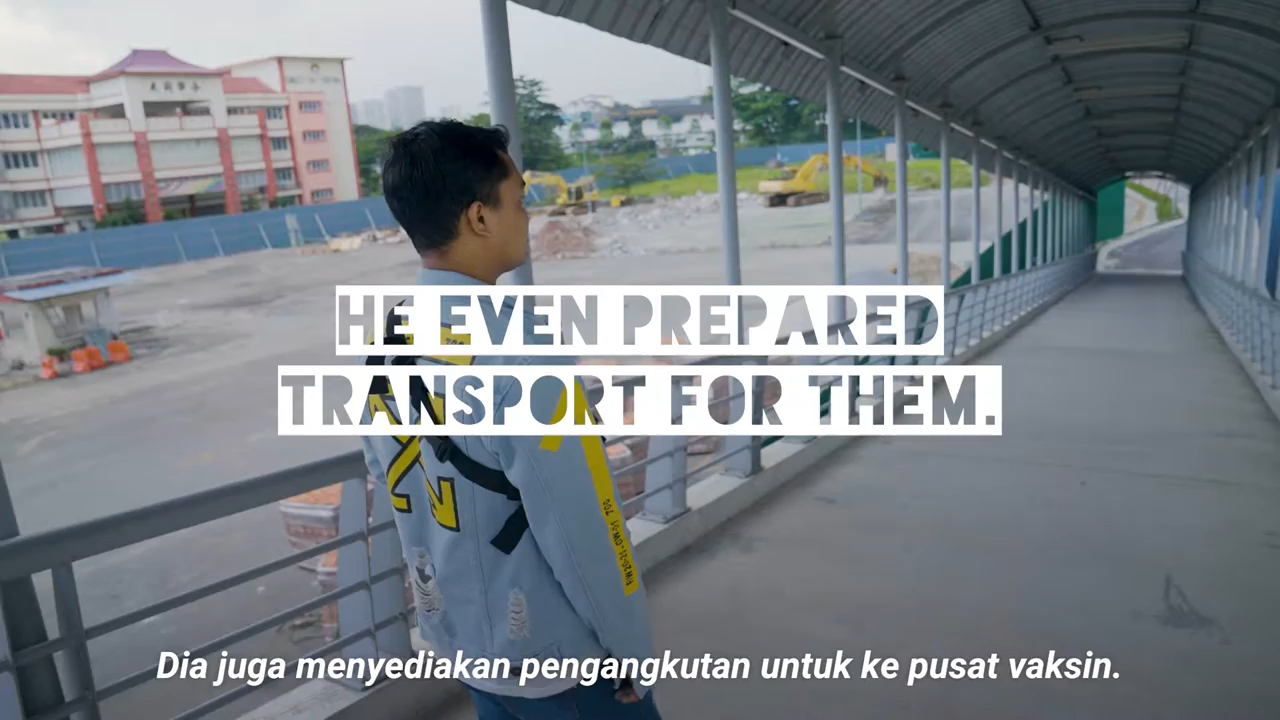 HE EVEN PREPARED
TRANSPORT FOR THEM.
Dia juga menyediakan pengangkutan untuk ke pusat vaksin.